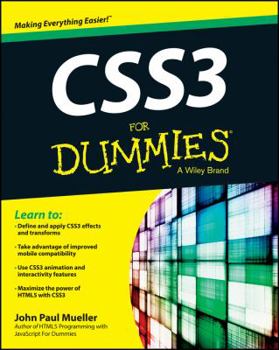 Making Everything Easier!™
CSS3
FOR
DUMMIES®
A Wiley Brand
Learn to:
• Define and apply CSS3 effects
and transforms
• Take advantage of improved
mobile compatibility
• Use CSS3 animation and
interactivity features
• Maximize the power of
HTML5 with CSS3
John Paul Mueller
Author of HTML5 Programming with
JavaScript For Dummies